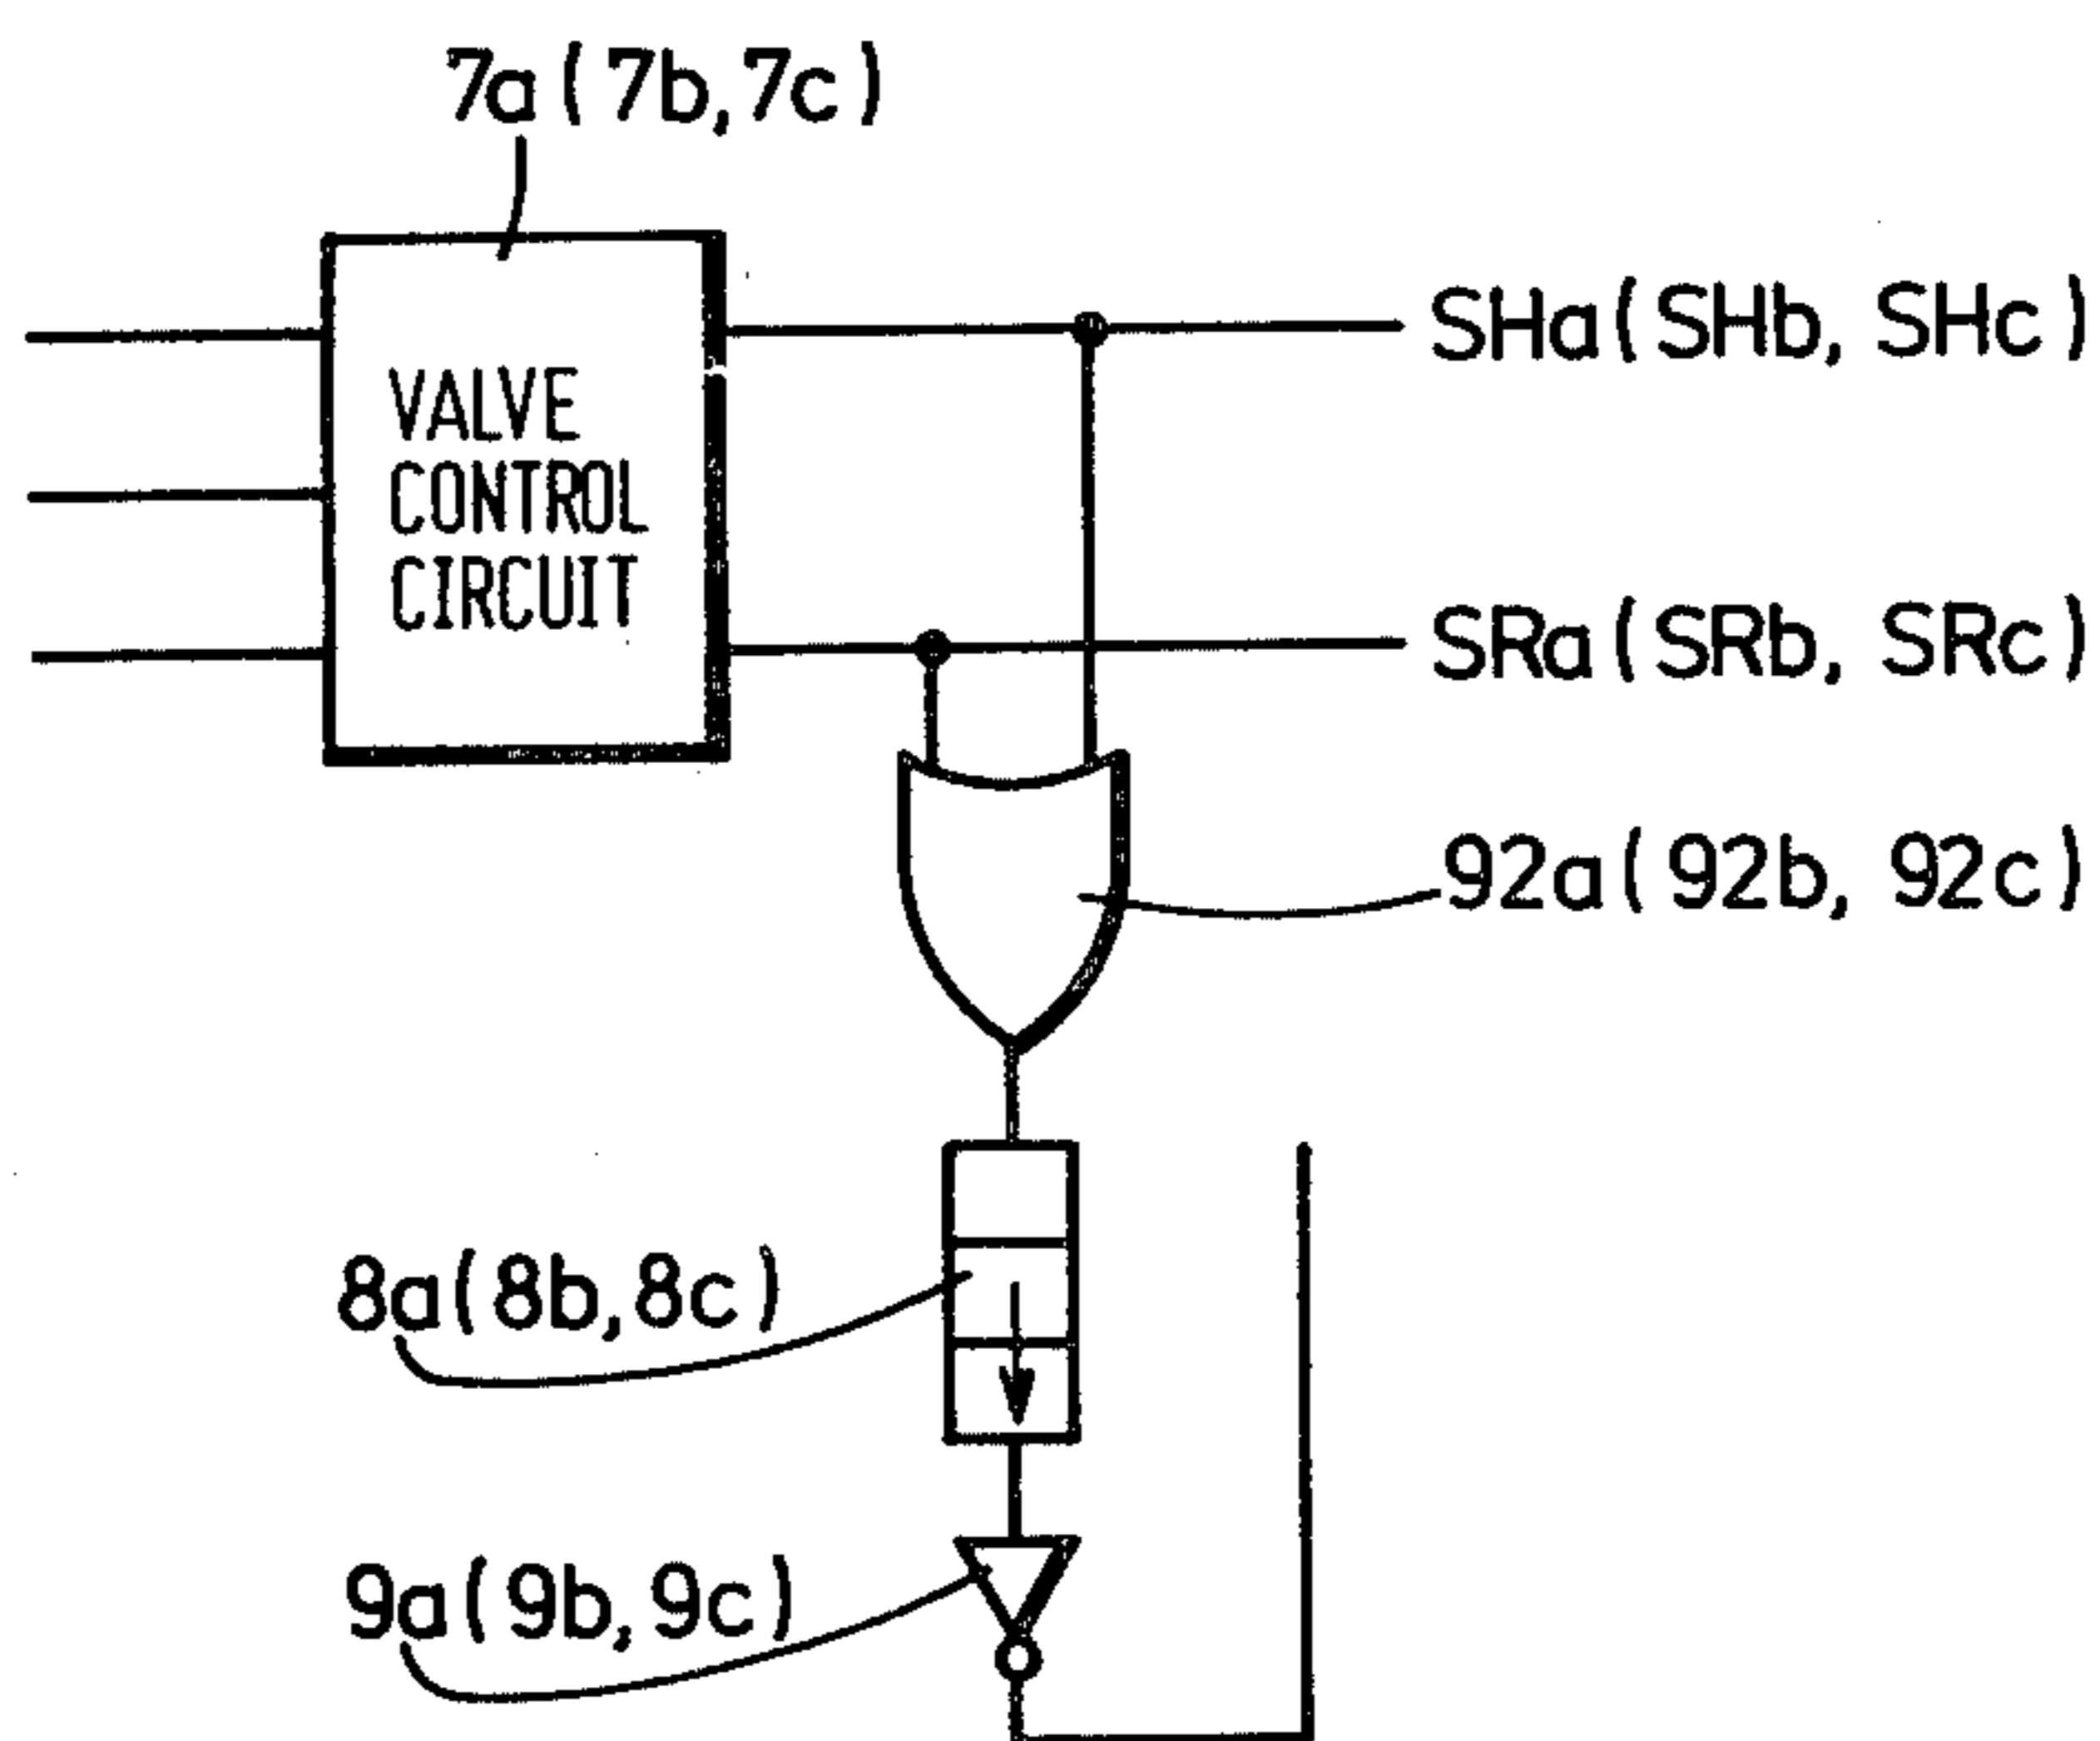 7a(7b,7c)
SHa(SHb, SHc)
VALVE
CONTROL
CIRCUIT
SRa(SRb, SRc)
92a(92b, 92c)
8a(8b,8c)
9a(9b,9c)